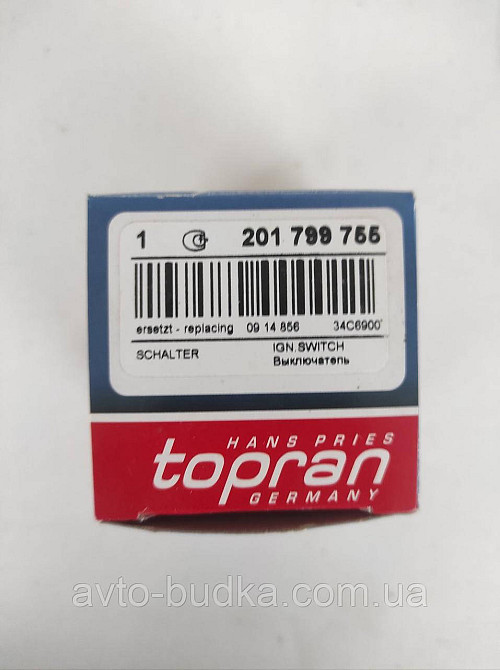 1 201 799 755
ersetzt - replacing 09 14 856 34C6900
SCHALTER IGN.SWITCH
Выключатель
HANS PRIES
topran
GERMANY
avto-budka.com.ua